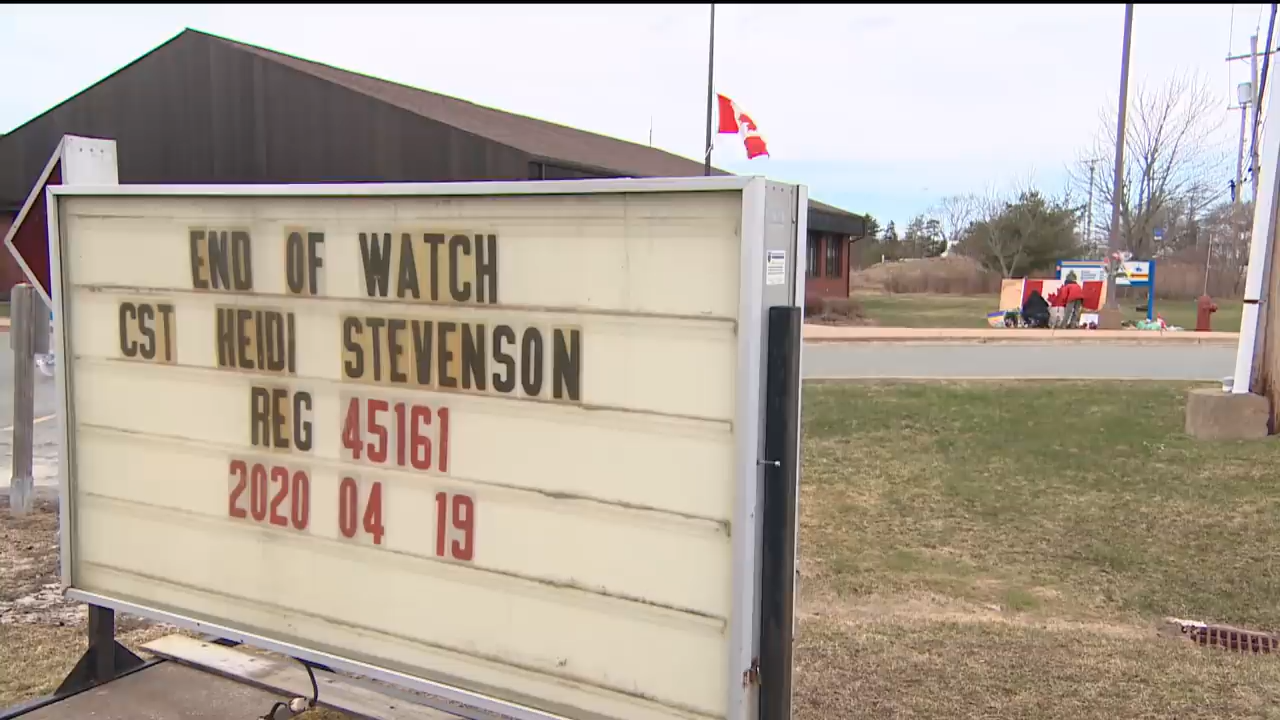 END OF WATCH
CST HEIDI STEVENSON
REG 45161
2020 04 19